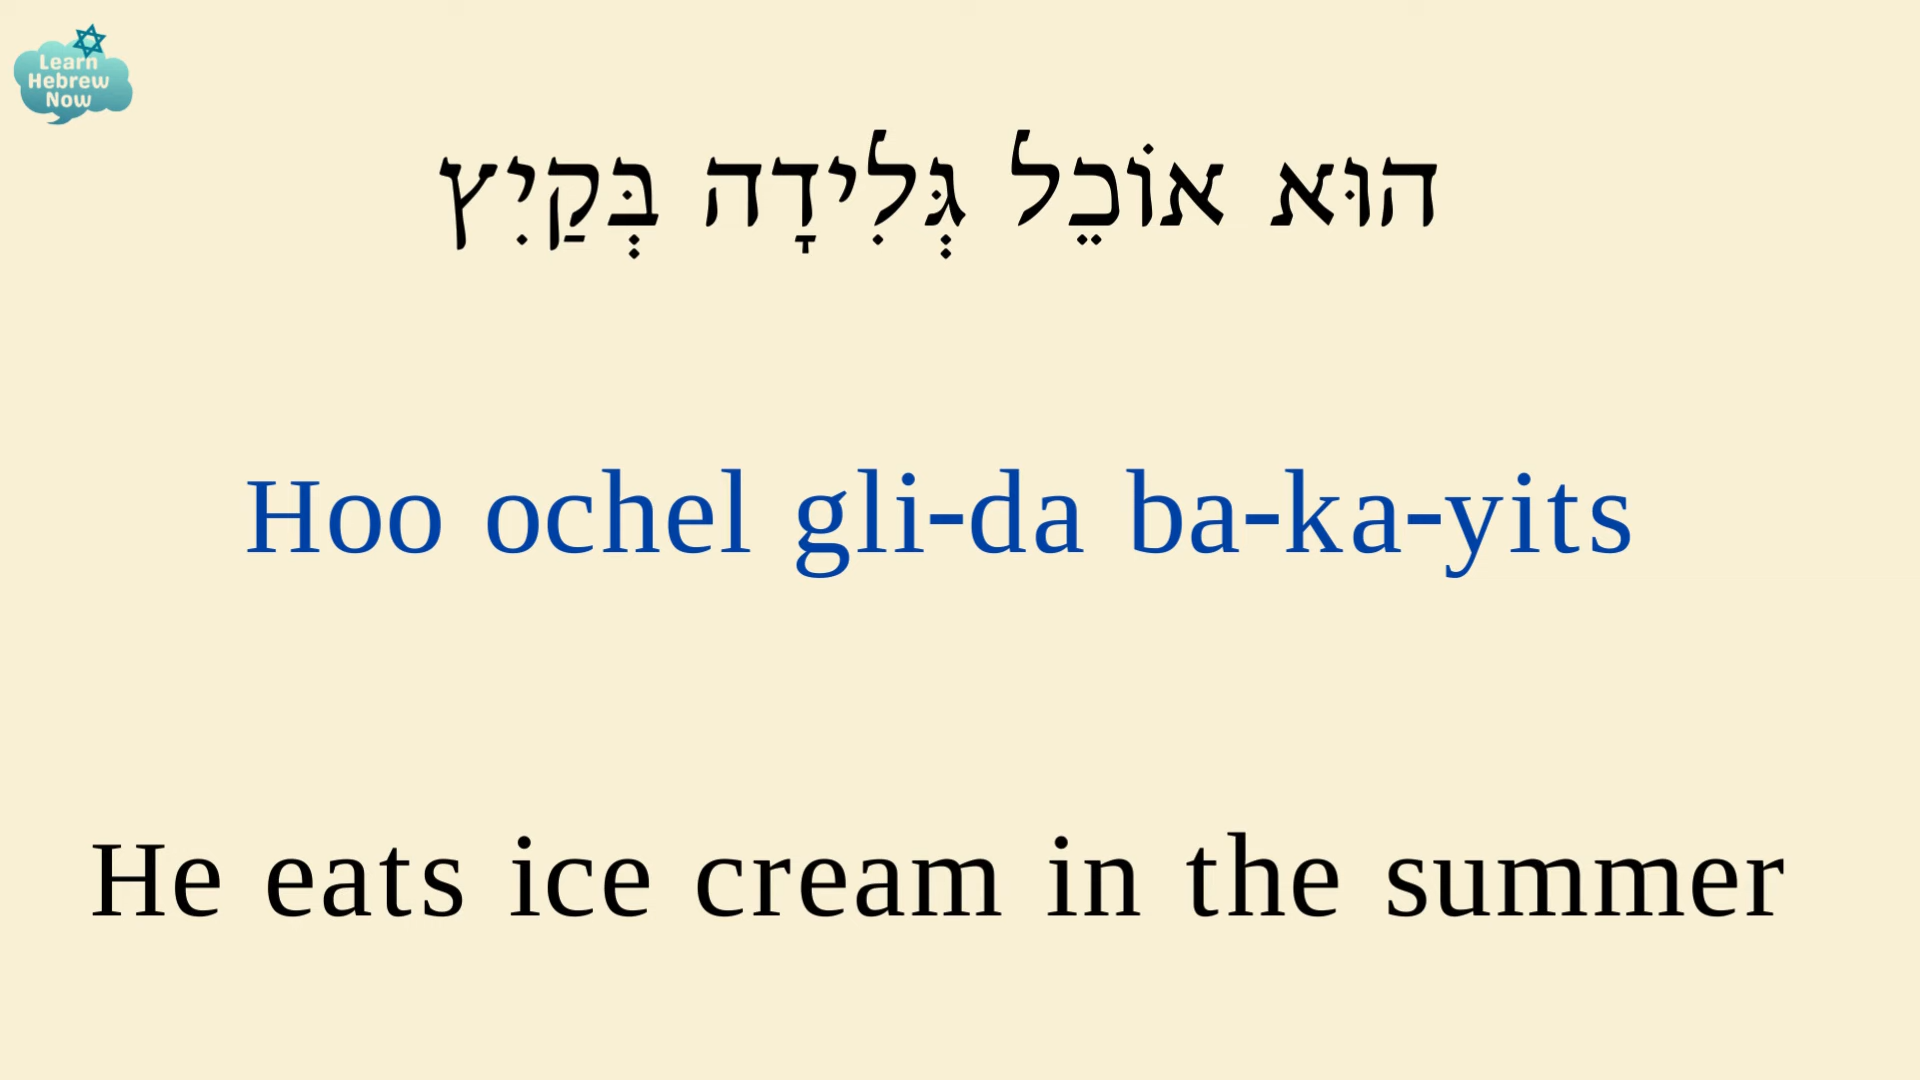 Learn
Hebrew
Now
הוּא אוֹכֵל גְּלִידָה בְּקַיִץ
Hoo ochel gli-da ba-ka-yits
He eats ice cream in the summer